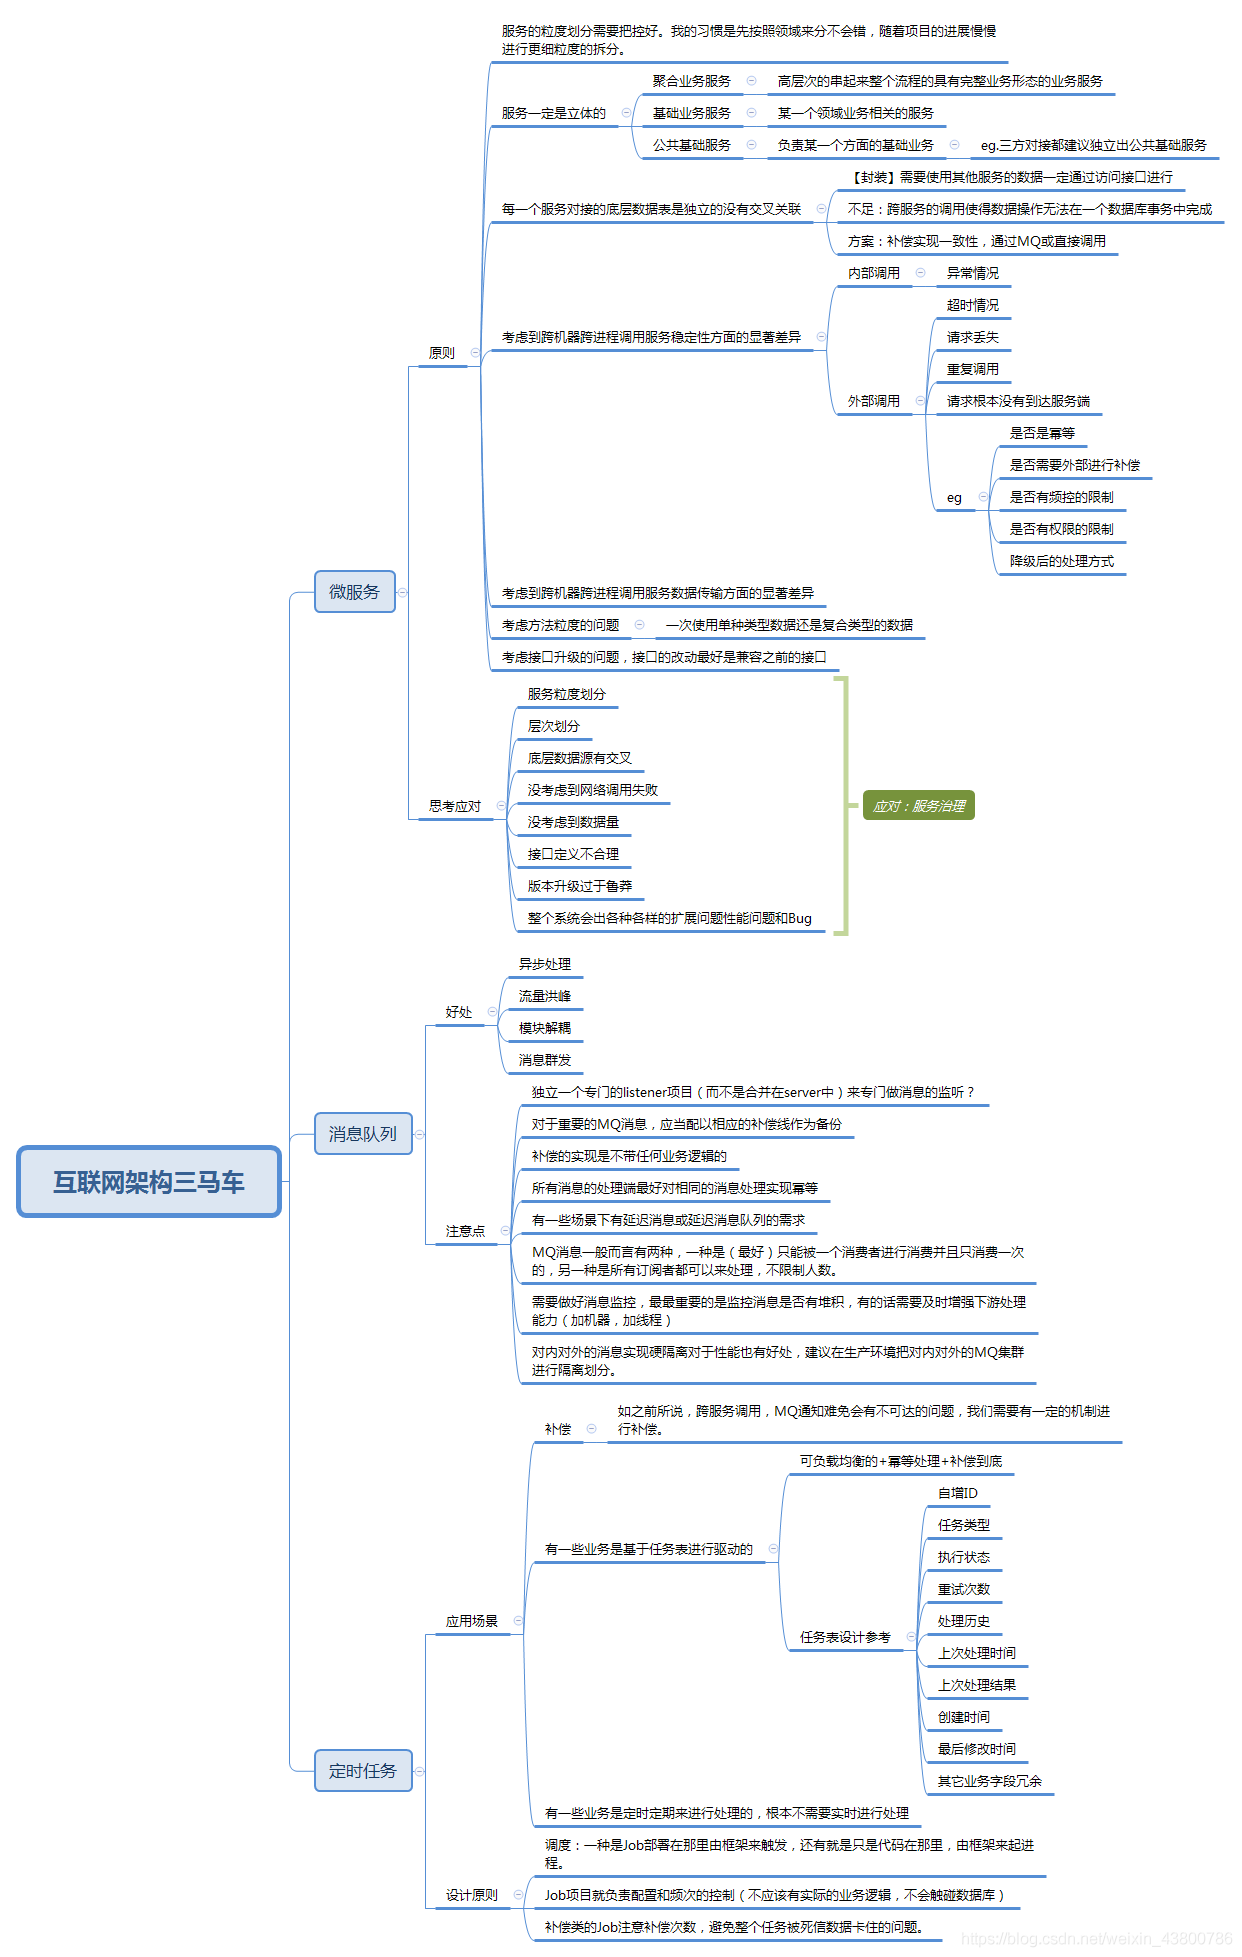 互联网架构三马车
微服务
原则
服务的粒度划分需要把控好。我的习惯是先按照领域来分不会错，随着项目的进展慢慢
进行更细粒度的拆分。
服务一定是立体的
聚合业务服务
高层次的串起来整个流程的具有完整业务形态的业务服务
基础业务服务
某一个领域业务相关的服务
公共基础服务
负责某一个方面的基础业务
eg.三方对接都建议独立出公共基础服务
每一个服务对接的底层数据表是独立的没有交叉关联
【封装】需要使用其他服务的数据一定通过访问接口进行
不足：跨服务的调用使得数据操作无法在一个数据库事务中完成
方案：补偿实现一致性，通过MQ或直接调用
考虑到跨机器跨进程调用服务稳定性方面的显著差异
内部调用
异常情况
外部调用
超时情况
请求丢失
重复调用
请求根本没有到达服务端
eg
是否是幂等
是否需要外部进行补偿
是否有频控的限制
是否有权限的限制
降级后的处理方式
考虑到跨机器跨进程调用服务数据传输方面的显著差异
考虑方法粒度的问题
一次使用单种类型数据还是复合类型的数据
考虑接口升级的问题，接口的改动最好是兼容之前的接口
思考应对
服务粒度划分
层次划分
底层数据源有交叉
没考虑到网络调用失败
没考虑到数据量
接口定义不合理
版本升级过于鲁莽
整个系统会出各种各样的扩展问题性能问题和Bug
应对：服务治理
消息队列
好处
异步处理
流量洪峰
模块解耦
消息群发
注意点
独立一个专门的listener项目（而不是合并在server中）来专门做消息的监听？
对于重要的MQ消息，应当配以相应的补偿线作为备份
补偿的实现是不带任何业务逻辑的
所有消息的处理端最好对相同的消息处理实现幂等
有一些场景下有延迟消息或延迟消息队列的需求
MQ消息一般而言有两种，一种是（最好）只能被一个消费者进行消费并且只消费一次
的，另一种是所有订阅者都可以来处理，不限制人数。
需要做好消息监控，最最重要的是监控消息是否有堆积，有的话需要及时增强下游处理
能力（加机器，加线程）
对内对外的消息实现硬隔离对于性能也有好处，建议在生产环境把对内对外的MQ集群
进行隔离划分。
定时任务
应用场景
补偿
如之前所说，跨服务调用，MQ通知难免会有不可达的问题，我们需要有一定的机制进
行补偿。
有一些业务是基于任务表进行驱动的
可负载均衡的+幂等处理+补偿到底
任务表设计参考
自增ID
任务类型
执行状态
重试次数
处理历史
上次处理时间
上次处理结果
创建时间
最后修改时间
其它业务字段冗余
有一些业务是定时定期来进行处理的，根本不需要实时进行处理
设计原则
调度：一种是Job部署在那里由框架来触发，还有就是只是代码在那里，由框架来起进
程。
Job项目就负责配置和频次的控制（不应该有实际的业务逻辑，不会触碰数据库）
补偿类的Job注意补偿次数，避免整个任务被死信数据卡住的问题。
https://blog.csdn.net/weixin_43800786